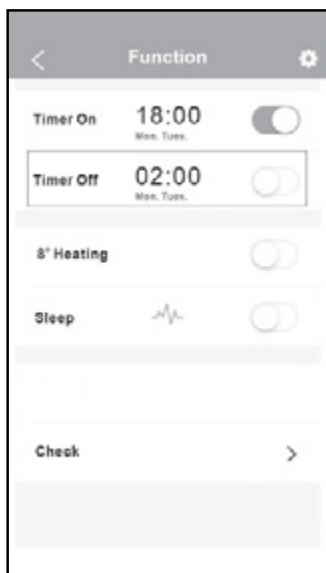 Function
Timer On 18:00
Mon. Tues.
Timer Off 02:00
Mon. Tues.
8° Heating
Sleep
Check